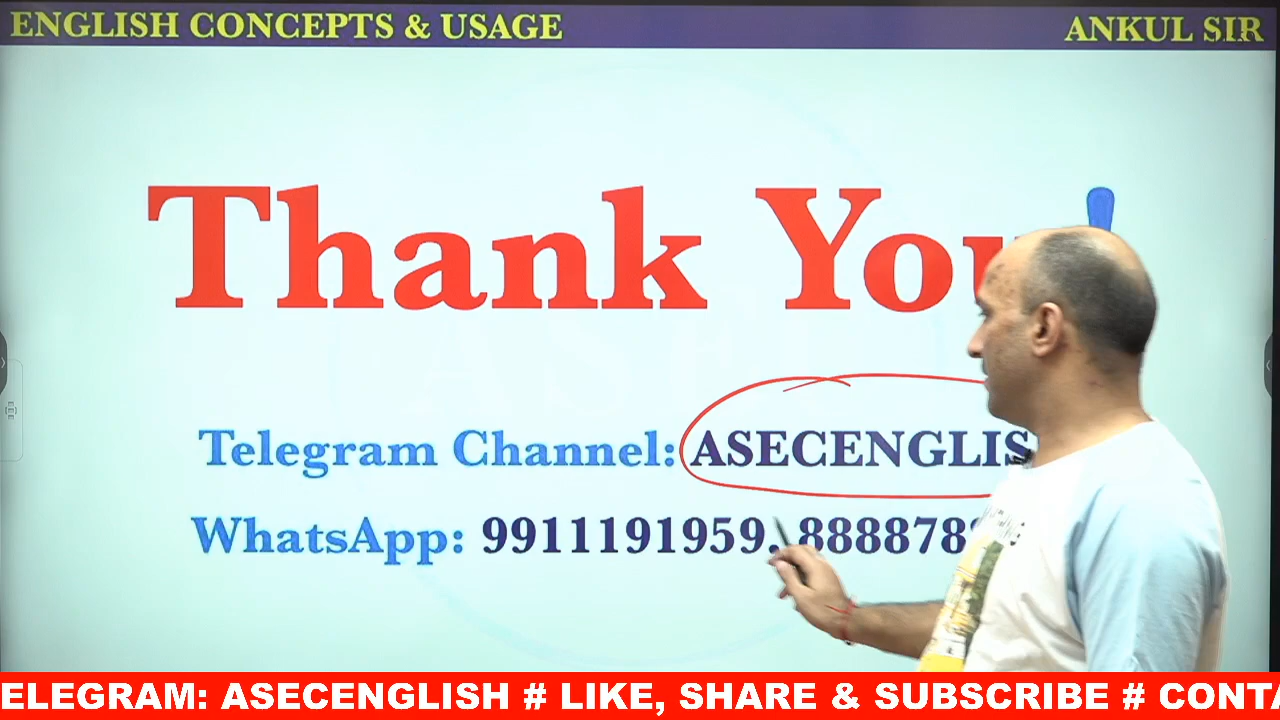 ENGLISH CONCEPTS & USAGE
ANKUL SIR
Thank You!
Telegram Channel: ASECENGLIS
WhatsApp: 9911191959, 888878
ELEGRAM: ASECENGLISH # LIKE, SHARE & SUBSCRIBE # CONTA